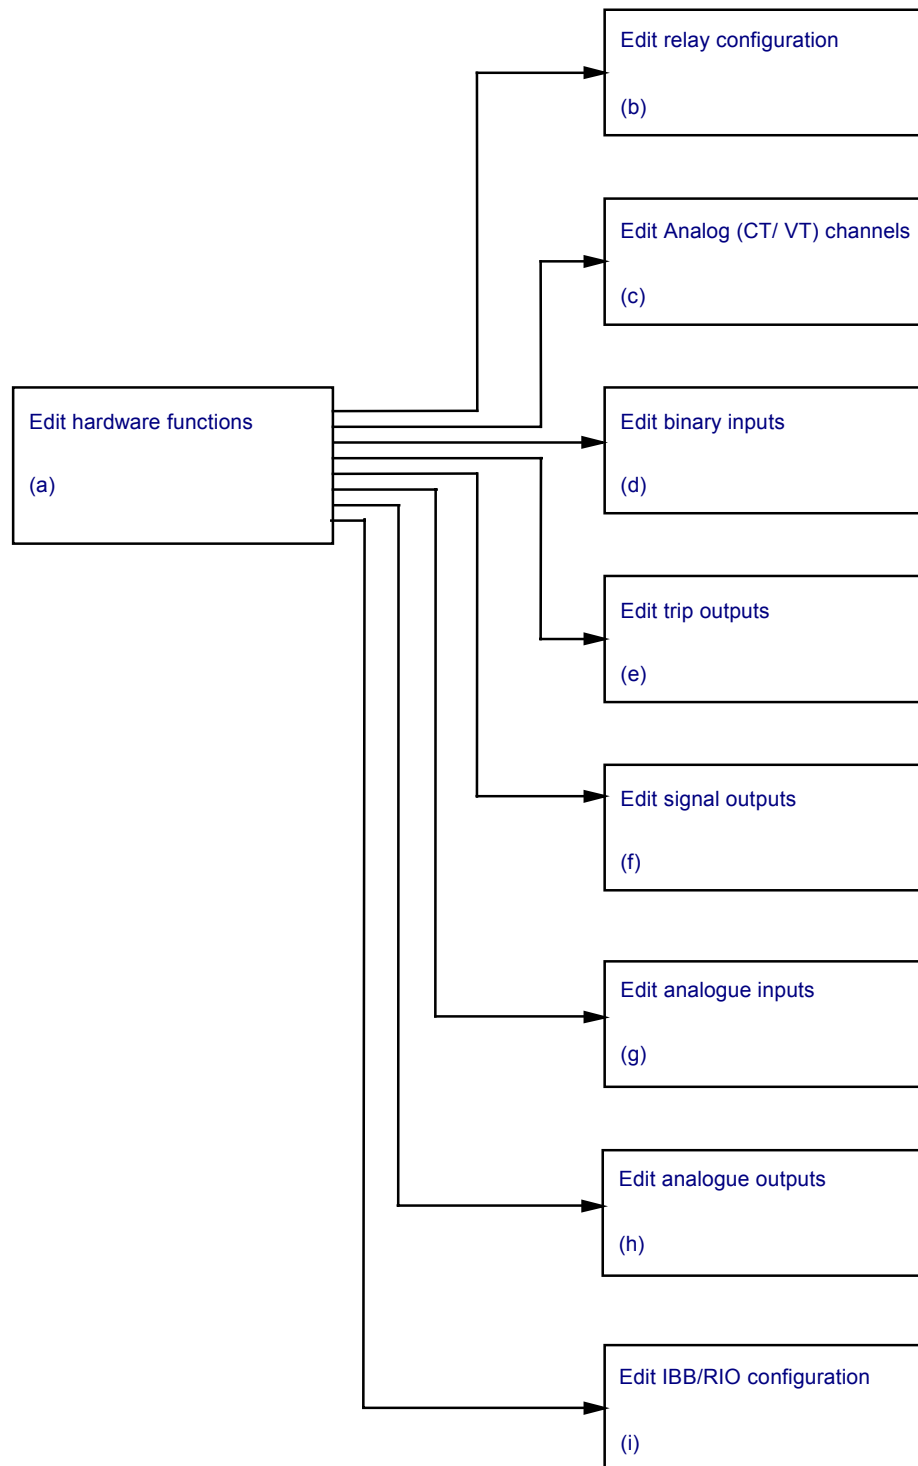 Edit relay configuration
(b)
Edit Analog (CT/ VT) channels
(c)
Edit hardware functions
(a)
Edit binary inputs
(d)
Edit trip outputs
(e)
Edit signal outputs
(f)
Edit analogue inputs
(g)
Edit analogue outputs
(h)
Edit IBB/RIO configuration
(i)